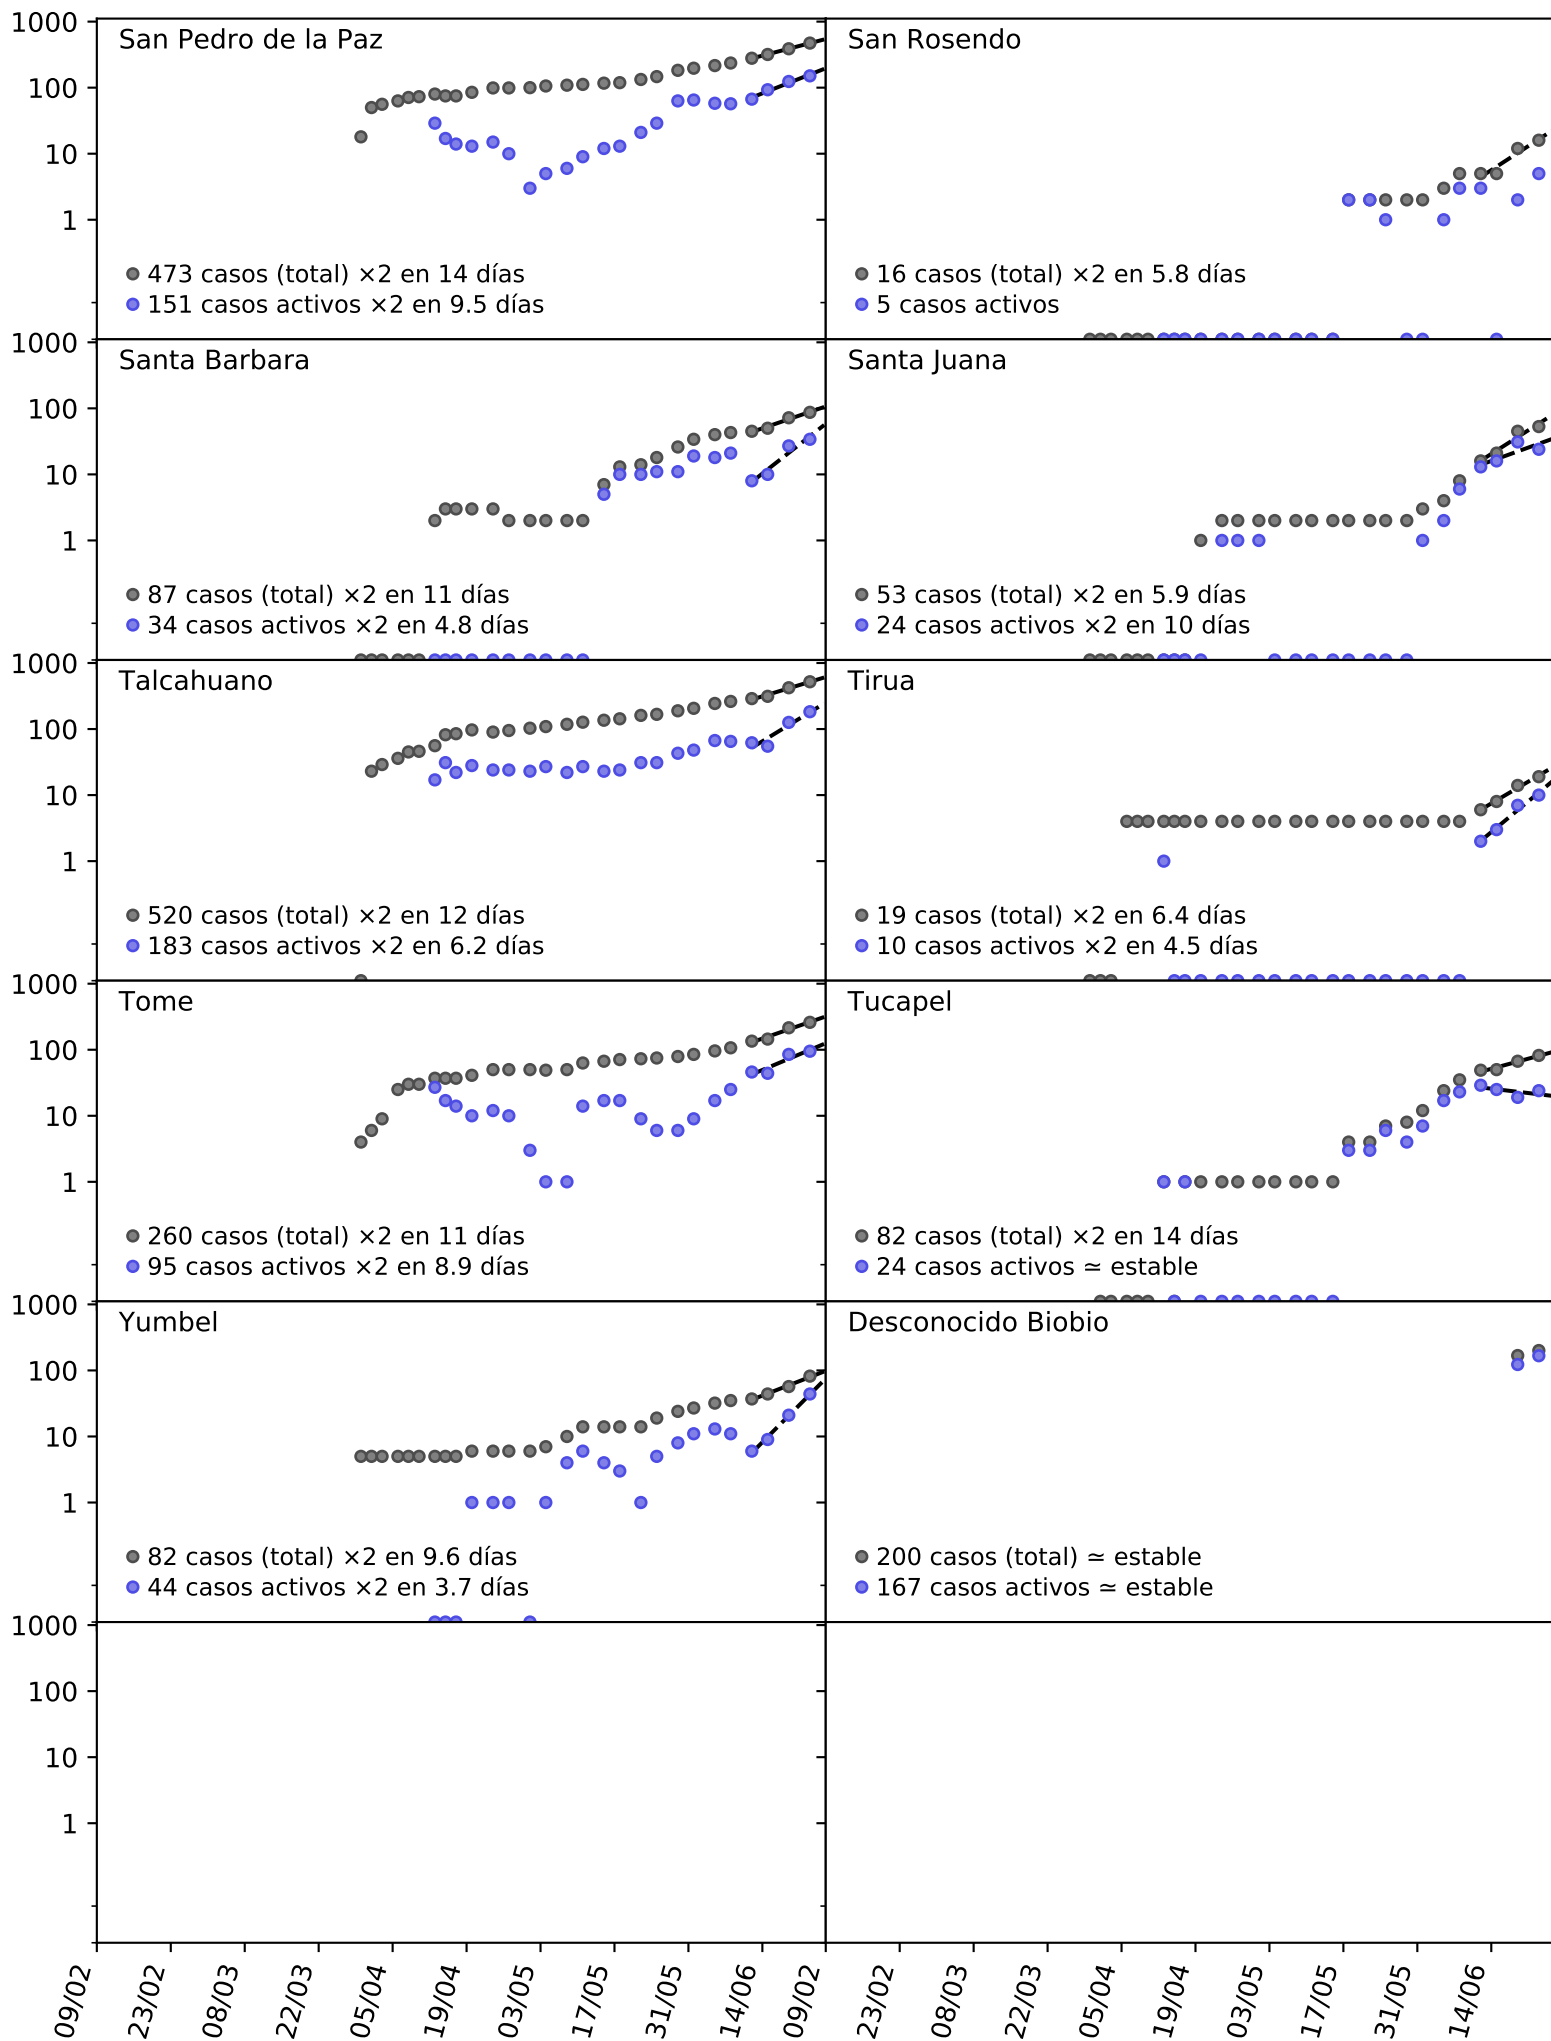 1000
San Pedro de la Paz
San Rosendo
100
10
1
473 casos (total) ×2 en 14 días
151 casos activos ×2 en 9.5 días
16 casos (total) ×2 en 5.8 días
5 casos activos
1000
Santa Barbara
Santa Juana
100
10
1
87 casos (total) ×2 en 11 días
34 casos activos ×2 en 4.8 días
53 casos (total) ×2 en 5.9 días
24 casos activos ×2 en 10 días
1000
Talcahuano
Tirua
100
10
1
520 casos (total) ×2 en 12 días
183 casos activos ×2 en 6.2 días
19 casos (total) ×2 en 6.4 días
10 casos activos ×2 en 4.5 días
1000
Tome
Tucapel
100
10
1
260 casos (total) ×2 en 11 días
95 casos activos ×2 en 8.9 días
82 casos (total) ×2 en 14 días
24 casos activos ≃ estable
1000
Yumbel
Desconocido Biobio
100
10
1
82 casos (total) ×2 en 9.6 días
44 casos activos ×2 en 3.7 días
200 casos (total) ≃ estable
167 casos activos ≃ estable
1000
100
10
1
09/02 23/02 08/03 22/03 05/04 19/04 03/05 17/05 31/05 14/06 09/02 23/02 08/03 22/03 05/04 19/04 03/05 17/05 31/05 14/06